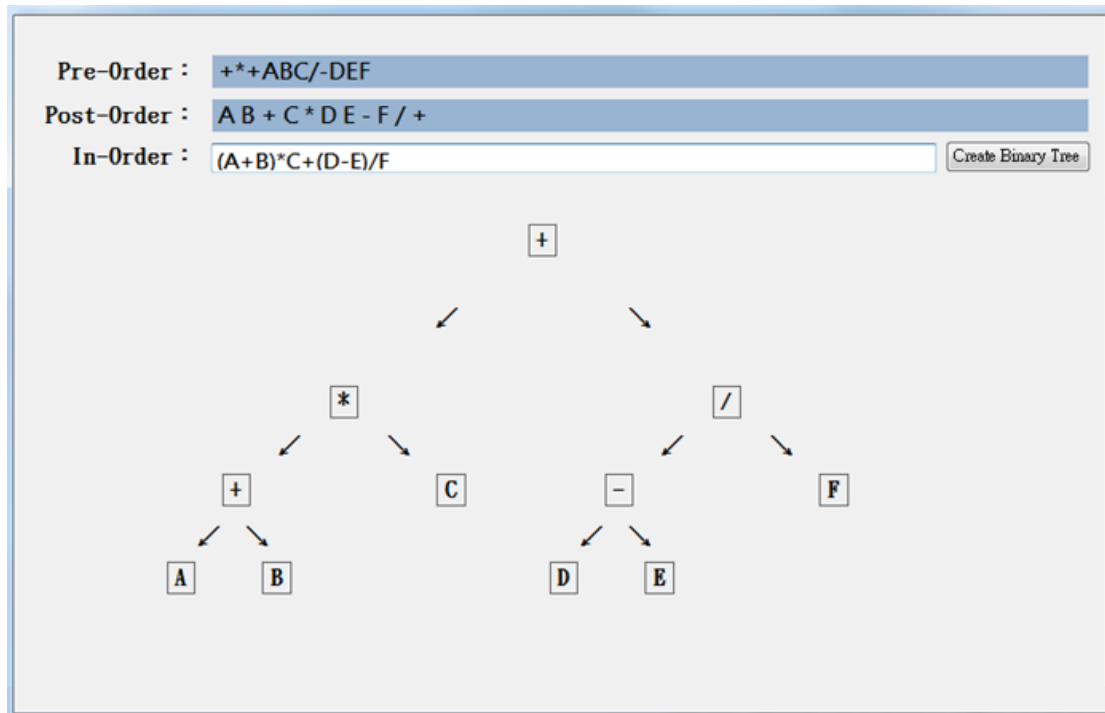 Pre-Order： +*+ABC/-DEF
Post-Order： A B + C * D E - F / +
In-Order： (A+B)*C+(D-E)/F Create Binary Tree
+
* /
+ C - F
A B D E